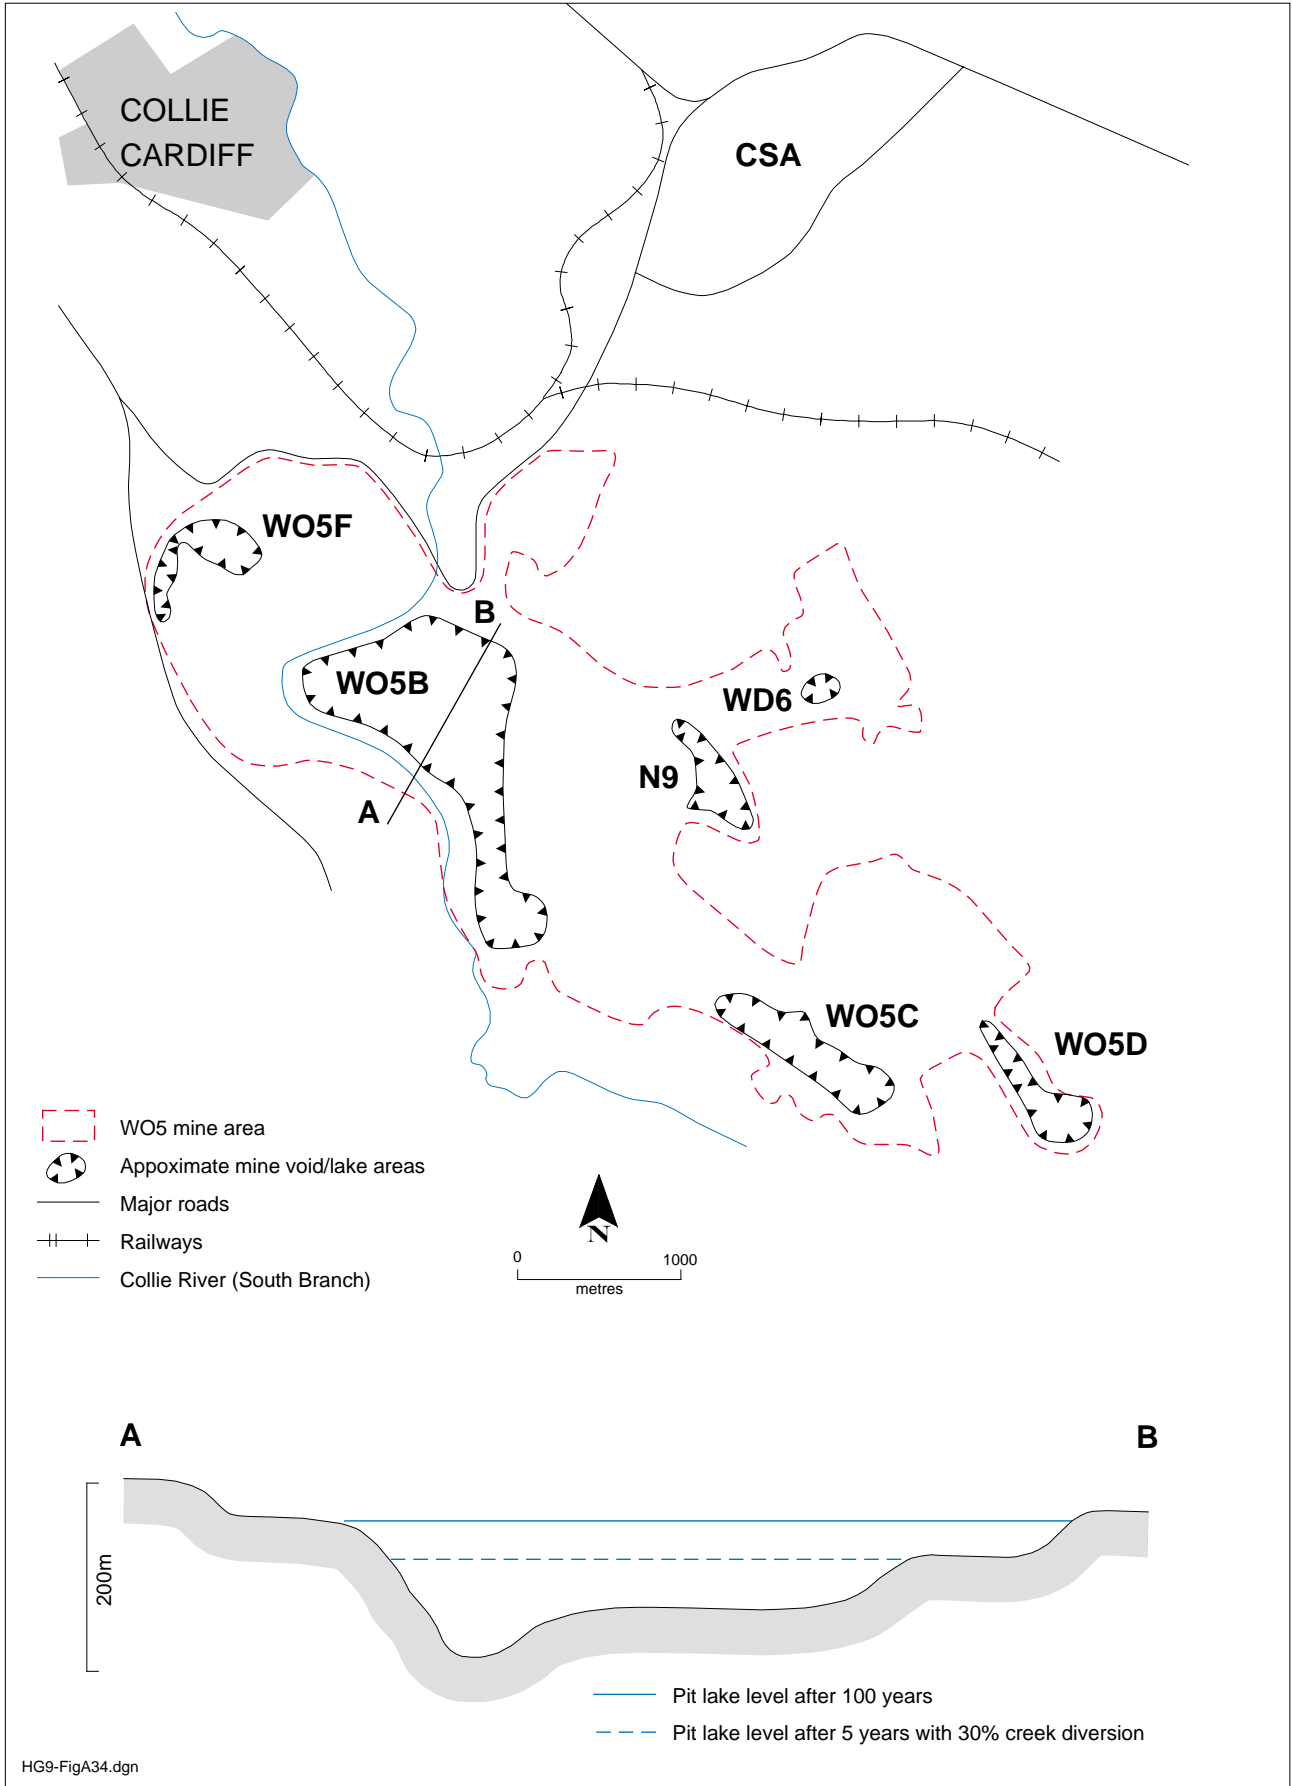 COLLIE
CARDIFF
CSA
WO5F
B
WO5B
WD6
N9
A
WO5C
WO5D
WO5 mine area
Appoximate mine void/lake areas
Major roads
Railways
Collie River (South Branch)
N
0 1000
metres
A B
200m
Pit lake level after 100 years
Pit lake level after 5 years with 30% creek diversion
HG9-FigA34.dgn